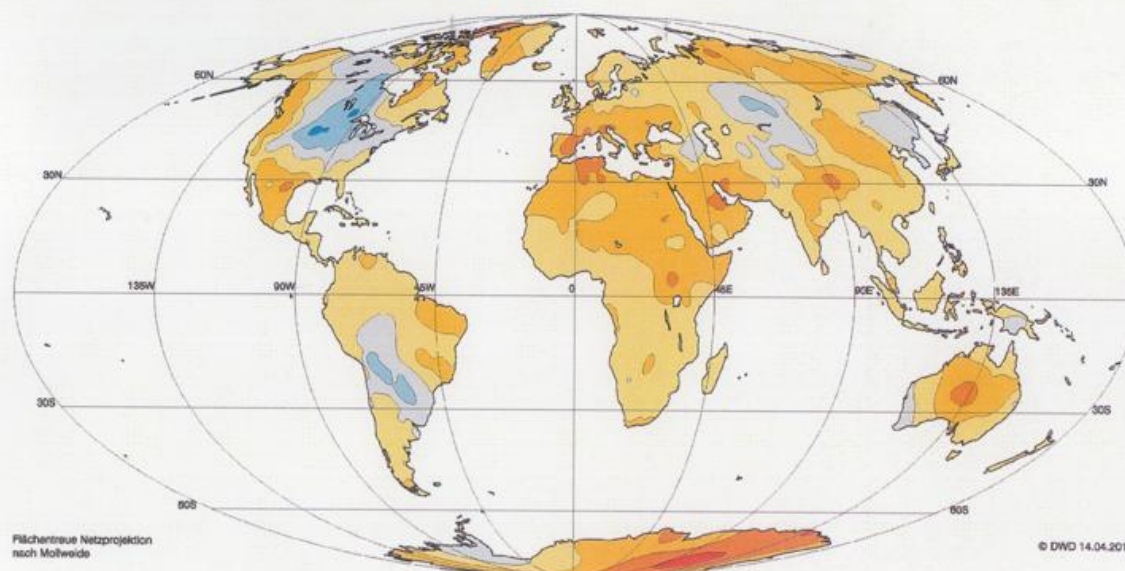 60N
60N
30N
30N
135W
90W
45W
0
45E
90E
135E
30S
30S
60S
60S
Flächentreue Netzprojektion
nach Mollweide
© DWD 14.04.201